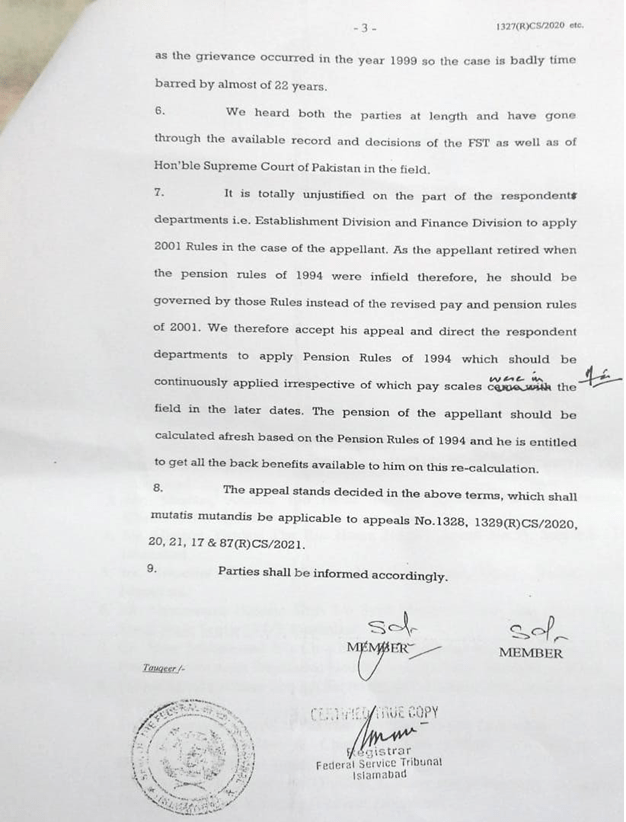 - 3 -
1327(R)CS/2020 etc.
as the grievance occurred in the year 1999 so the case is badly time
barred by almost of 22 years.
6. We heard both the parties at length and have gone
through the available record and decisions of the FST as well as of
Hon'ble Supreme Court of Pakistan in the field.
7. It is totally unjustified on the part of the respondents
departments i.e. Establishment Division and Finance Division to apply
2001 Rules in the case of the appellant. As the appellant retired when
the pension rules of 1994 were infield therefore, he should be
governed by those Rules instead of the revised pay and pension rules
of 2001. We therefore accept his appeal and direct the respondent
departments to apply Pension Rules of 1994 which should be
continuously applied irrespective of which pay scales were in the
field in the later dates. The pension of the appellant should be
calculated afresh based on the Pension Rules of 1994 and he is entitled
to get all the back benefits available to him on this re-calculation.
8. The appeal stands decided in the above terms, which shall
mutatis mutandis be applicable to appeals No.1328, 1329(R)CS/2020,
20, 21, 17 & 87(R)CS/2021.
9. Parties shall be informed accordingly.
Sd/- Sd/-
MEMBER MEMBER
Tauqeer/-
CERTIFIED TRUE COPY
Registrar
Federal Service Tribunal
Islamabad